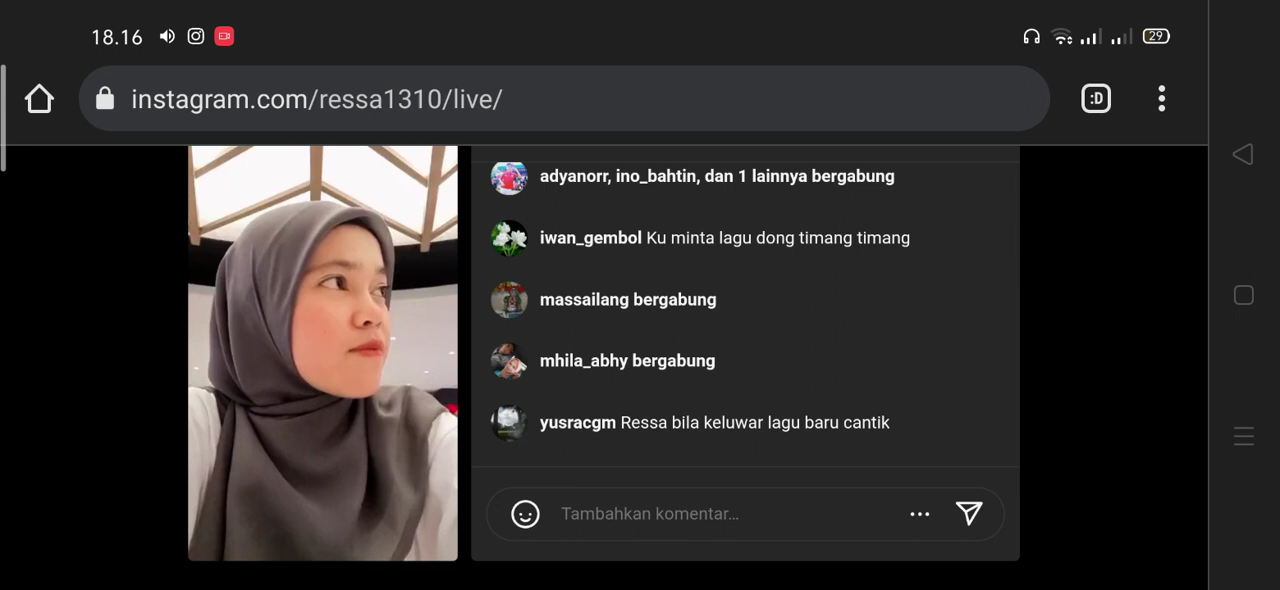 18.16
29
instagram.com/ressa1310/live/
:D
adyanorr, ino_bahtin, dan 1 lainnya bergabung
iwan_gembol Ku minta lagu dong timang timang
massailang bergabung
mhila_abhy bergabung
yusracgm Ressa bila keluwar lagu baru cantik
Tambahkan komentar...